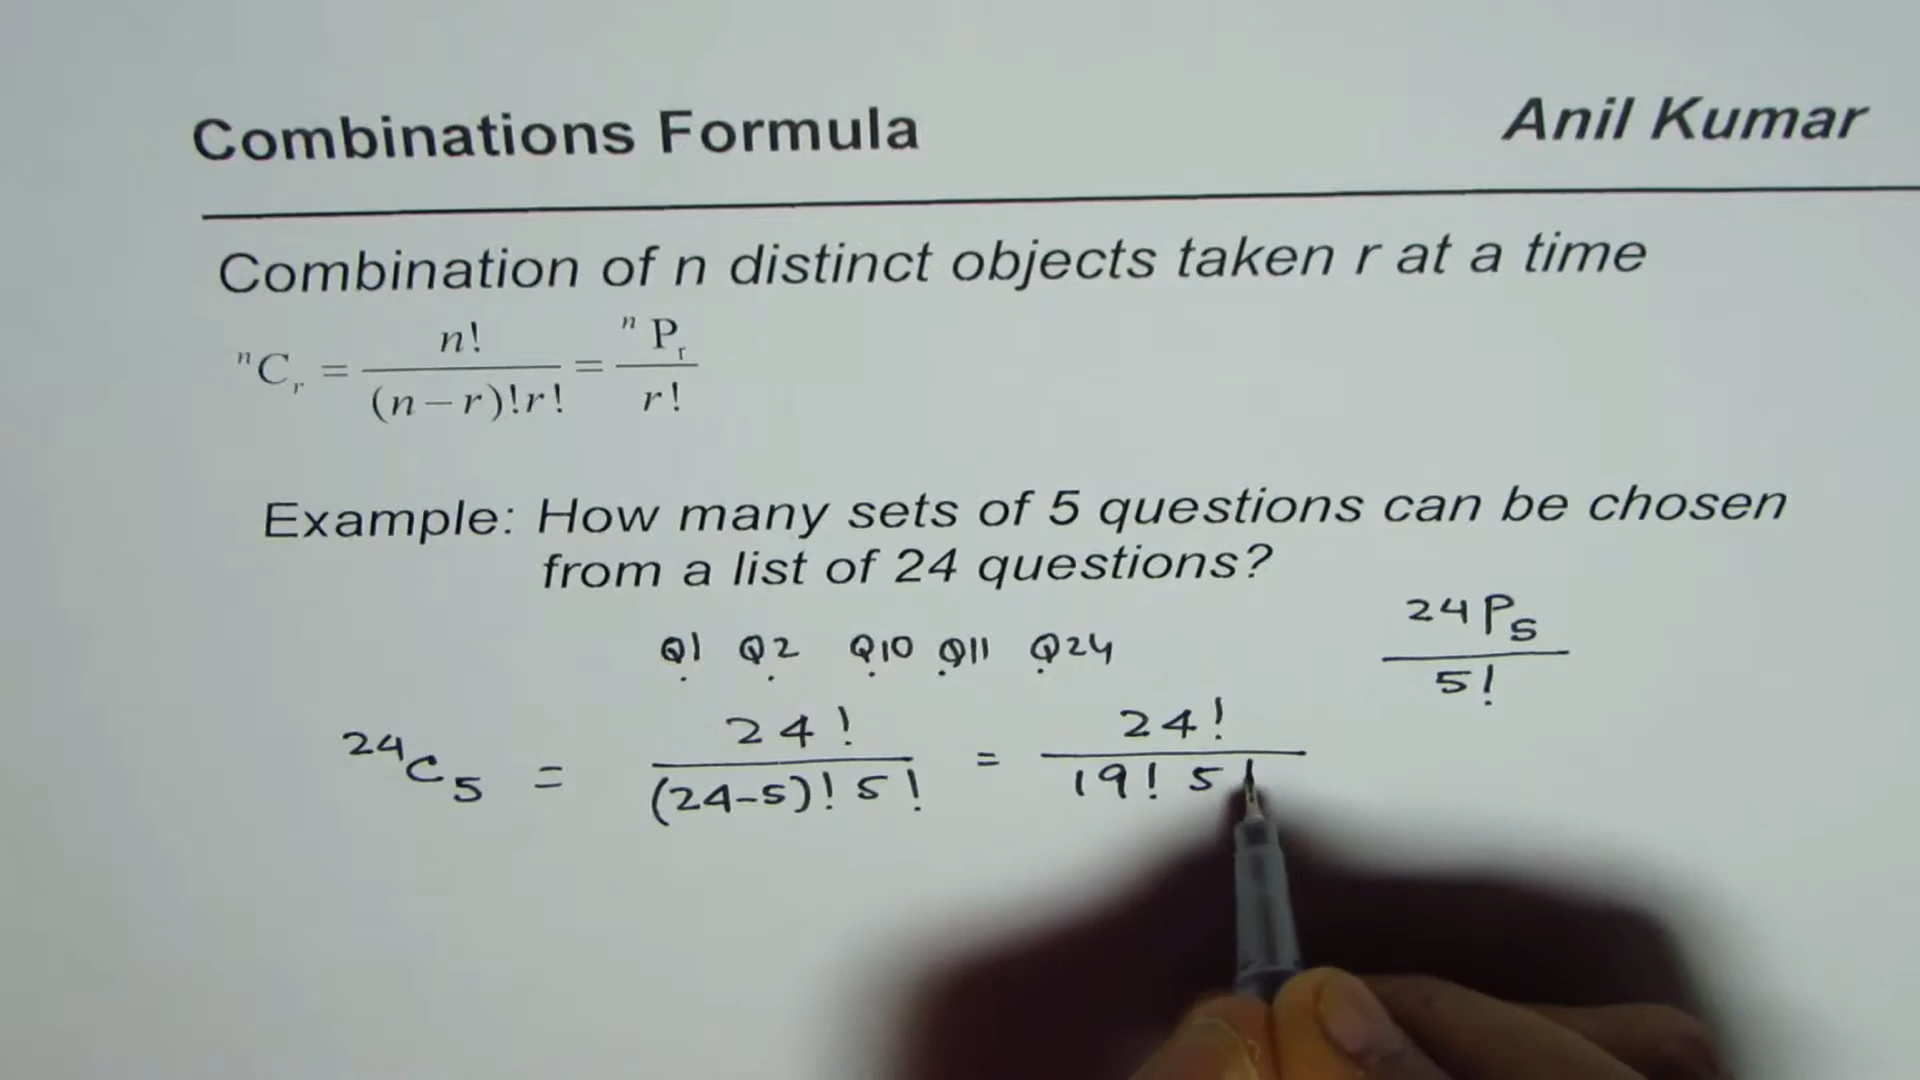 Combinations Formula Anil Kumar
Combination of n distinct objects taken r at a time
ⁿCᵣ = n! / (n−r)!r! = ⁿPᵣ / r!
Example: How many sets of 5 questions can be chosen
from a list of 24 questions?
Q1 Q2 Q10 Q11 Q24
24P5 / 5!
²⁴C₅ = 24! / (24-5)! 5! = 24! / 19! 5!